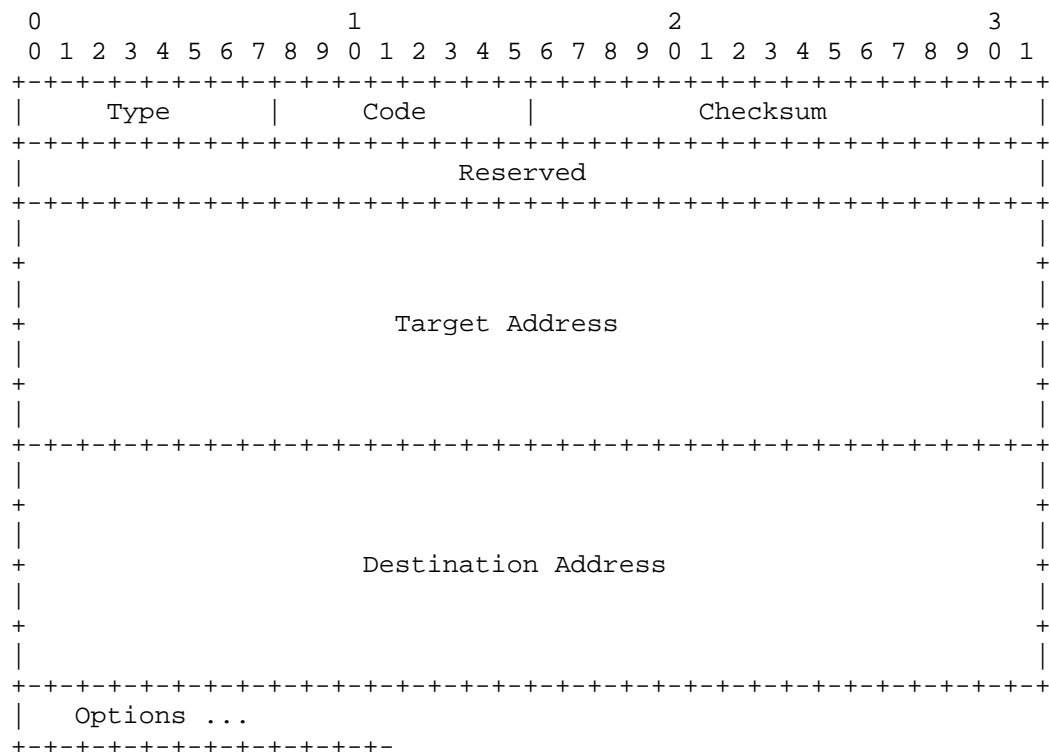 0                   1                   2                   3
 0 1 2 3 4 5 6 7 8 9 0 1 2 3 4 5 6 7 8 9 0 1 2 3 4 5 6 7 8 9 0 1
+-+-+-+-+-+-+-+-+-+-+-+-+-+-+-+-+-+-+-+-+-+-+-+-+-+-+-+-+-+-+-+-+
|     Type      |     Code      |          Checksum             |
+-+-+-+-+-+-+-+-+-+-+-+-+-+-+-+-+-+-+-+-+-+-+-+-+-+-+-+-+-+-+-+-+
|                           Reserved                            |
+-+-+-+-+-+-+-+-+-+-+-+-+-+-+-+-+-+-+-+-+-+-+-+-+-+-+-+-+-+-+-+-+
|                                                               |
+                                                               +
|                                                               |
+                       Target Address                          +
|                                                               |
+                                                               +
|                                                               |
+-+-+-+-+-+-+-+-+-+-+-+-+-+-+-+-+-+-+-+-+-+-+-+-+-+-+-+-+-+-+-+-+
|                                                               |
+                                                               +
|                                                               |
+                     Destination Address                       +
|                                                               |
+                                                               +
|                                                               |
+-+-+-+-+-+-+-+-+-+-+-+-+-+-+-+-+-+-+-+-+-+-+-+-+-+-+-+-+-+-+-+-+
|   Options ...
+-+-+-+-+-+-+-+-+-+-+-+-